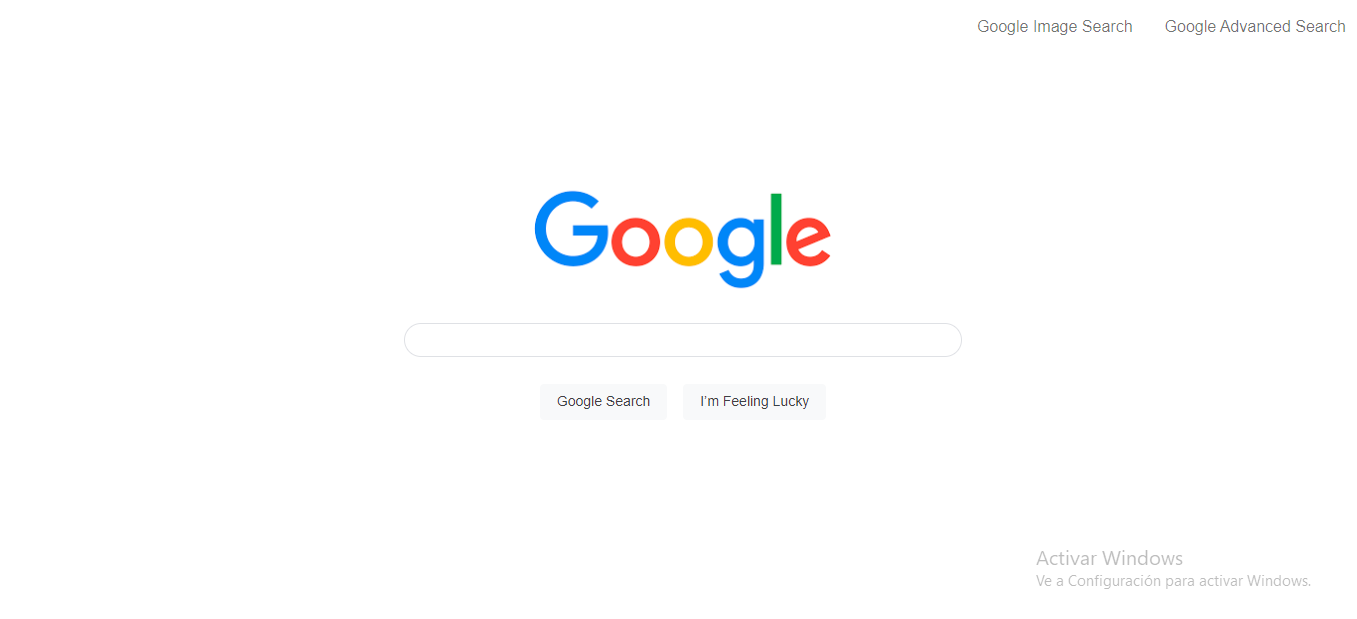 Google Image Search Google Advanced Search
Google
Google Search I'm Feeling Lucky
Activar Windows
Ve a Configuración para activar Windows.